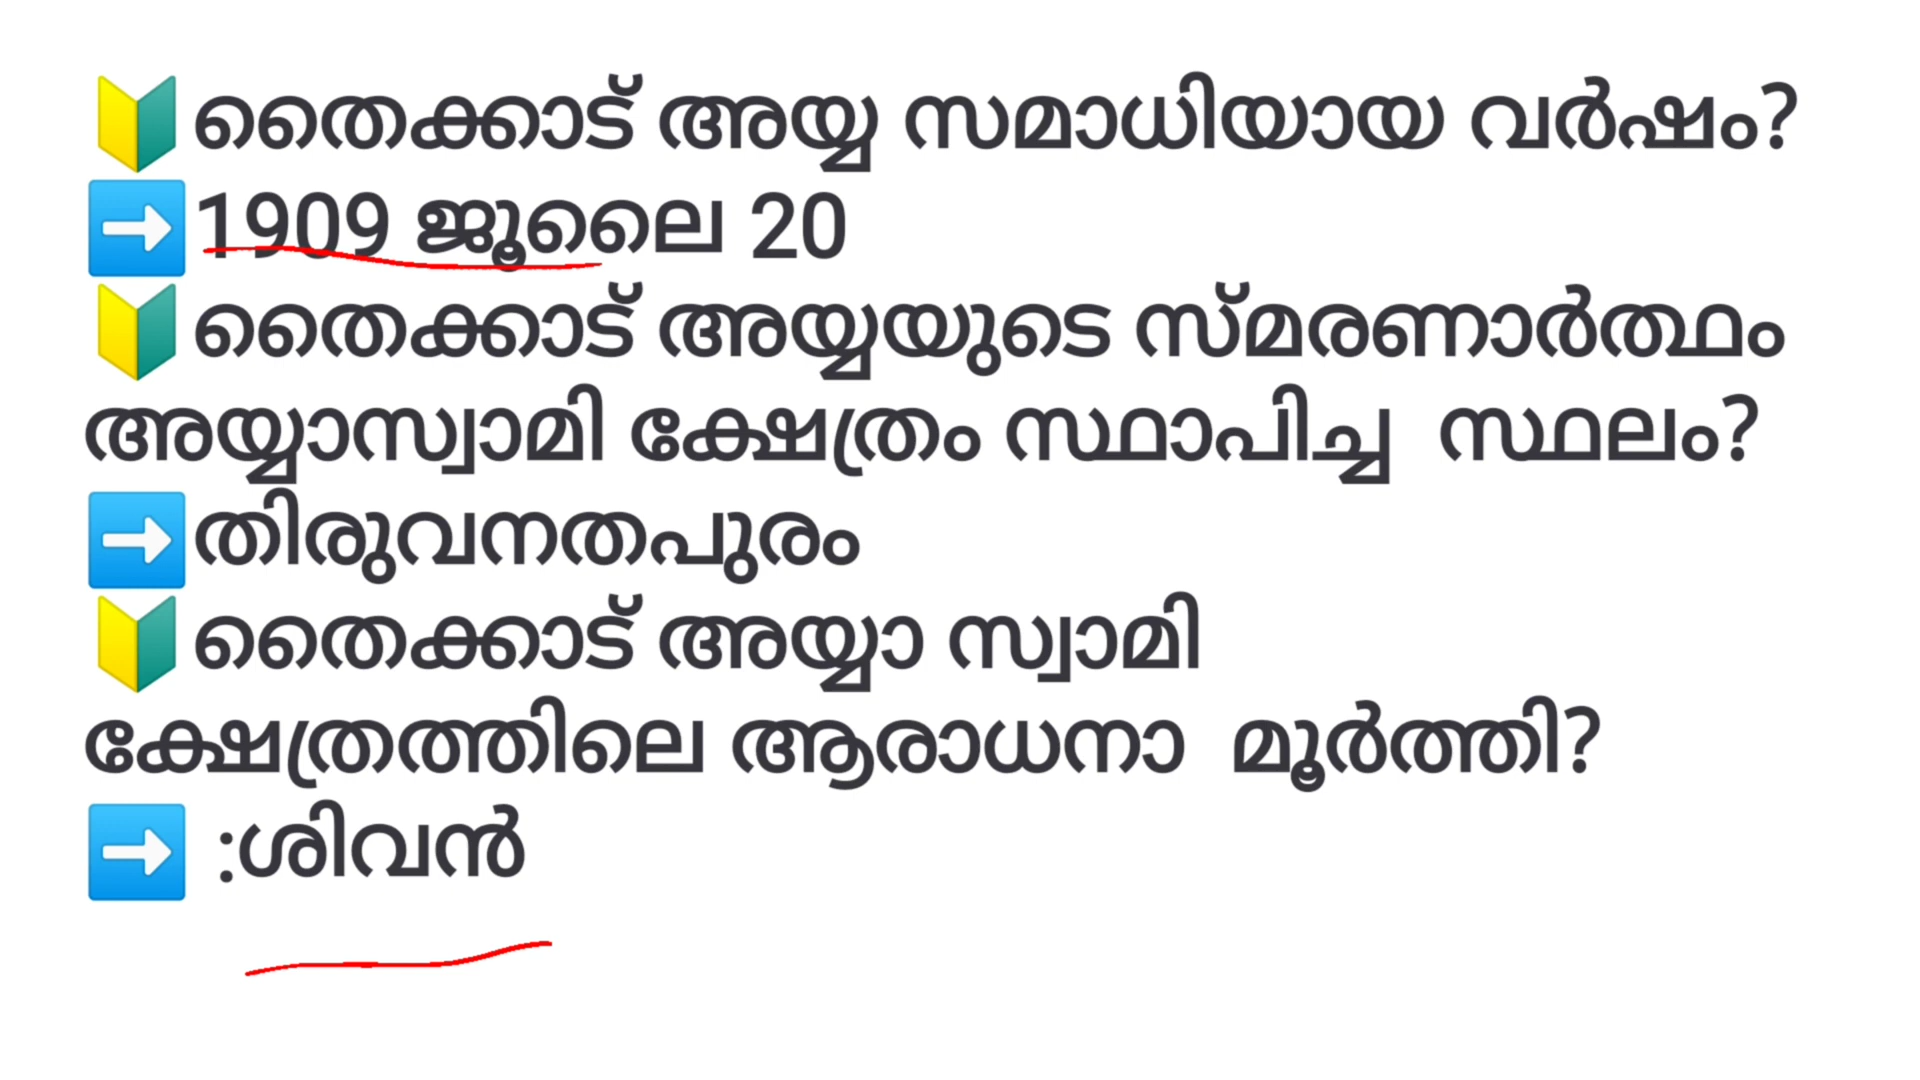 🔰തൈക്കാട് അയ്യ സമാധിയായ വർഷം?
➡️1909 ജൂലൈ 20
🔰തൈക്കാട് അയ്യയുടെ സ്മരണാർത്ഥം
അയ്യാസ്വാമി ക്ഷേത്രം സ്ഥാപിച്ച സ്ഥലം?
➡️തിരുവനതപുരം
🔰തൈക്കാട് അയ്യാ സ്വാമി
ക്ഷേത്രത്തിലെ ആരാധനാ മൂർത്തി?
➡️ :ശിവൻ